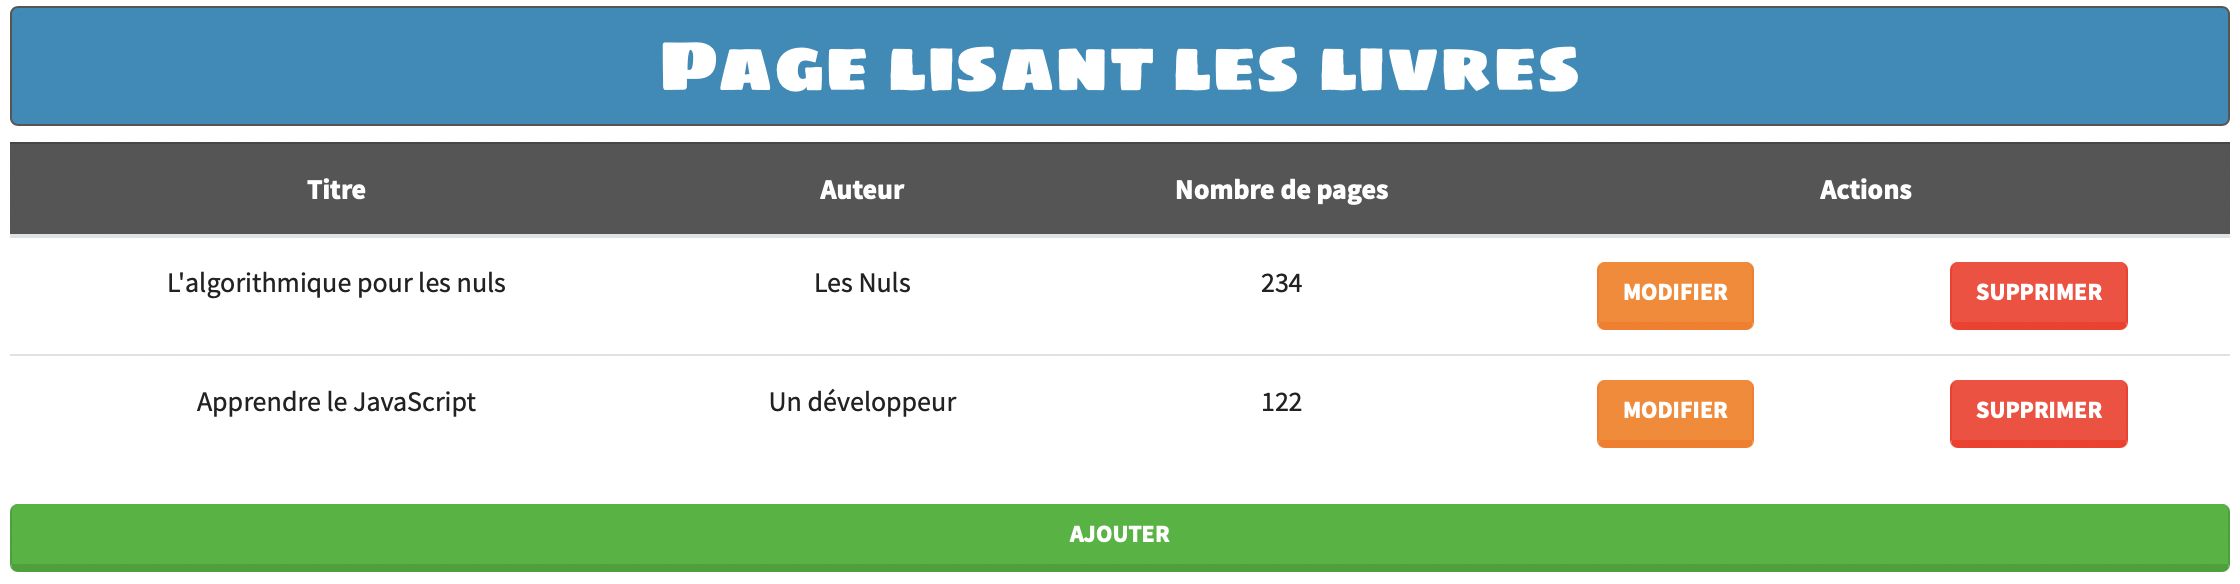 Page lisant les livres
Titre Auteur Nombre de pages Actions
L'algorithmique pour les nuls Les Nuls 234 MODIFIER SUPPRIMER
Apprendre le JavaScript Un développeur 122 MODIFIER SUPPRIMER
AJOUTER